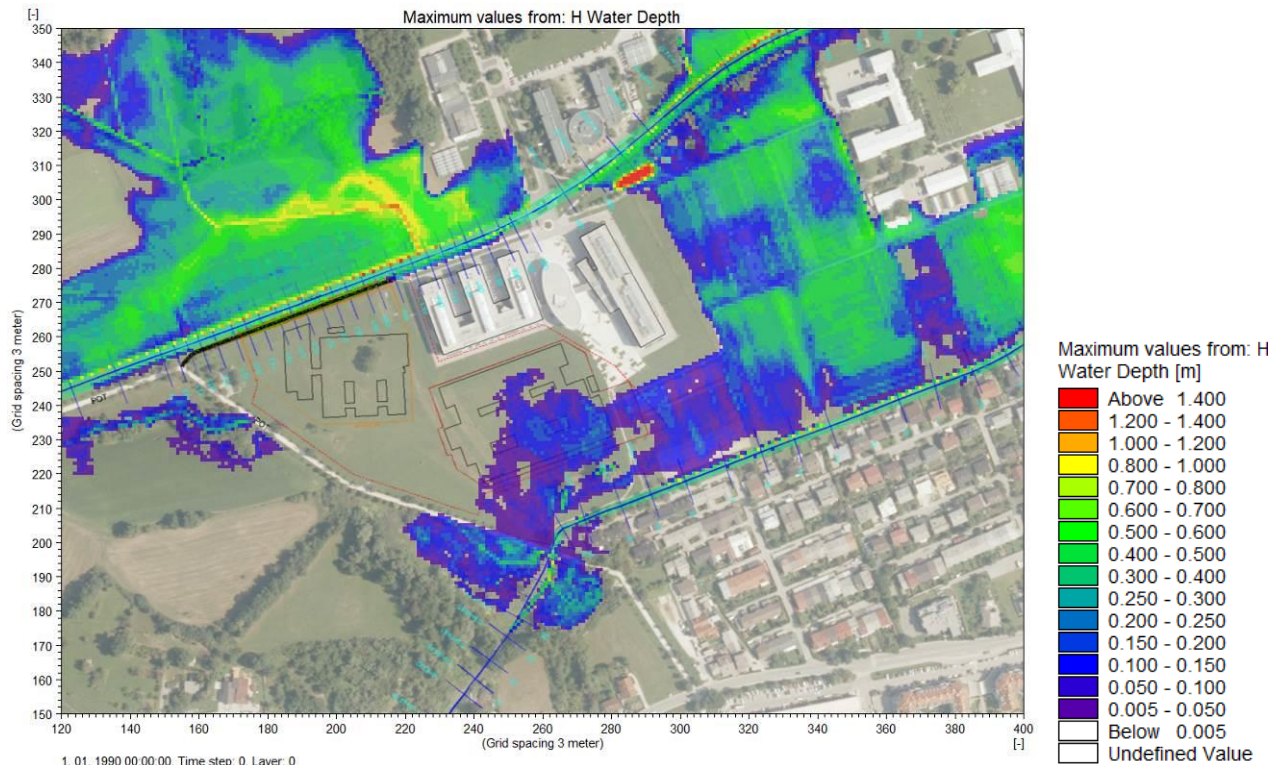 [-]
Maximum values from: H Water Depth
350
340
330
320
310
300
290
280
270
260
250
240
230
220
210
200
190
180
170
160
150
(Grid spacing 3 meter)
POT
POT
120 140 160 180 200 220 240 260 280 300 320 340 360 380 400
(Grid spacing 3 meter)
[-]
1. 01. 1990 00:00:00, Time step: 0, Layer: 0
Maximum values from: H
Water Depth [m]
Above 1.400
1.200 - 1.400
1.000 - 1.200
0.800 - 1.000
0.700 - 0.800
0.600 - 0.700
0.500 - 0.600
0.400 - 0.500
0.300 - 0.400
0.250 - 0.300
0.200 - 0.250
0.150 - 0.200
0.100 - 0.150
0.050 - 0.100
0.005 - 0.050
Below 0.005
Undefined Value